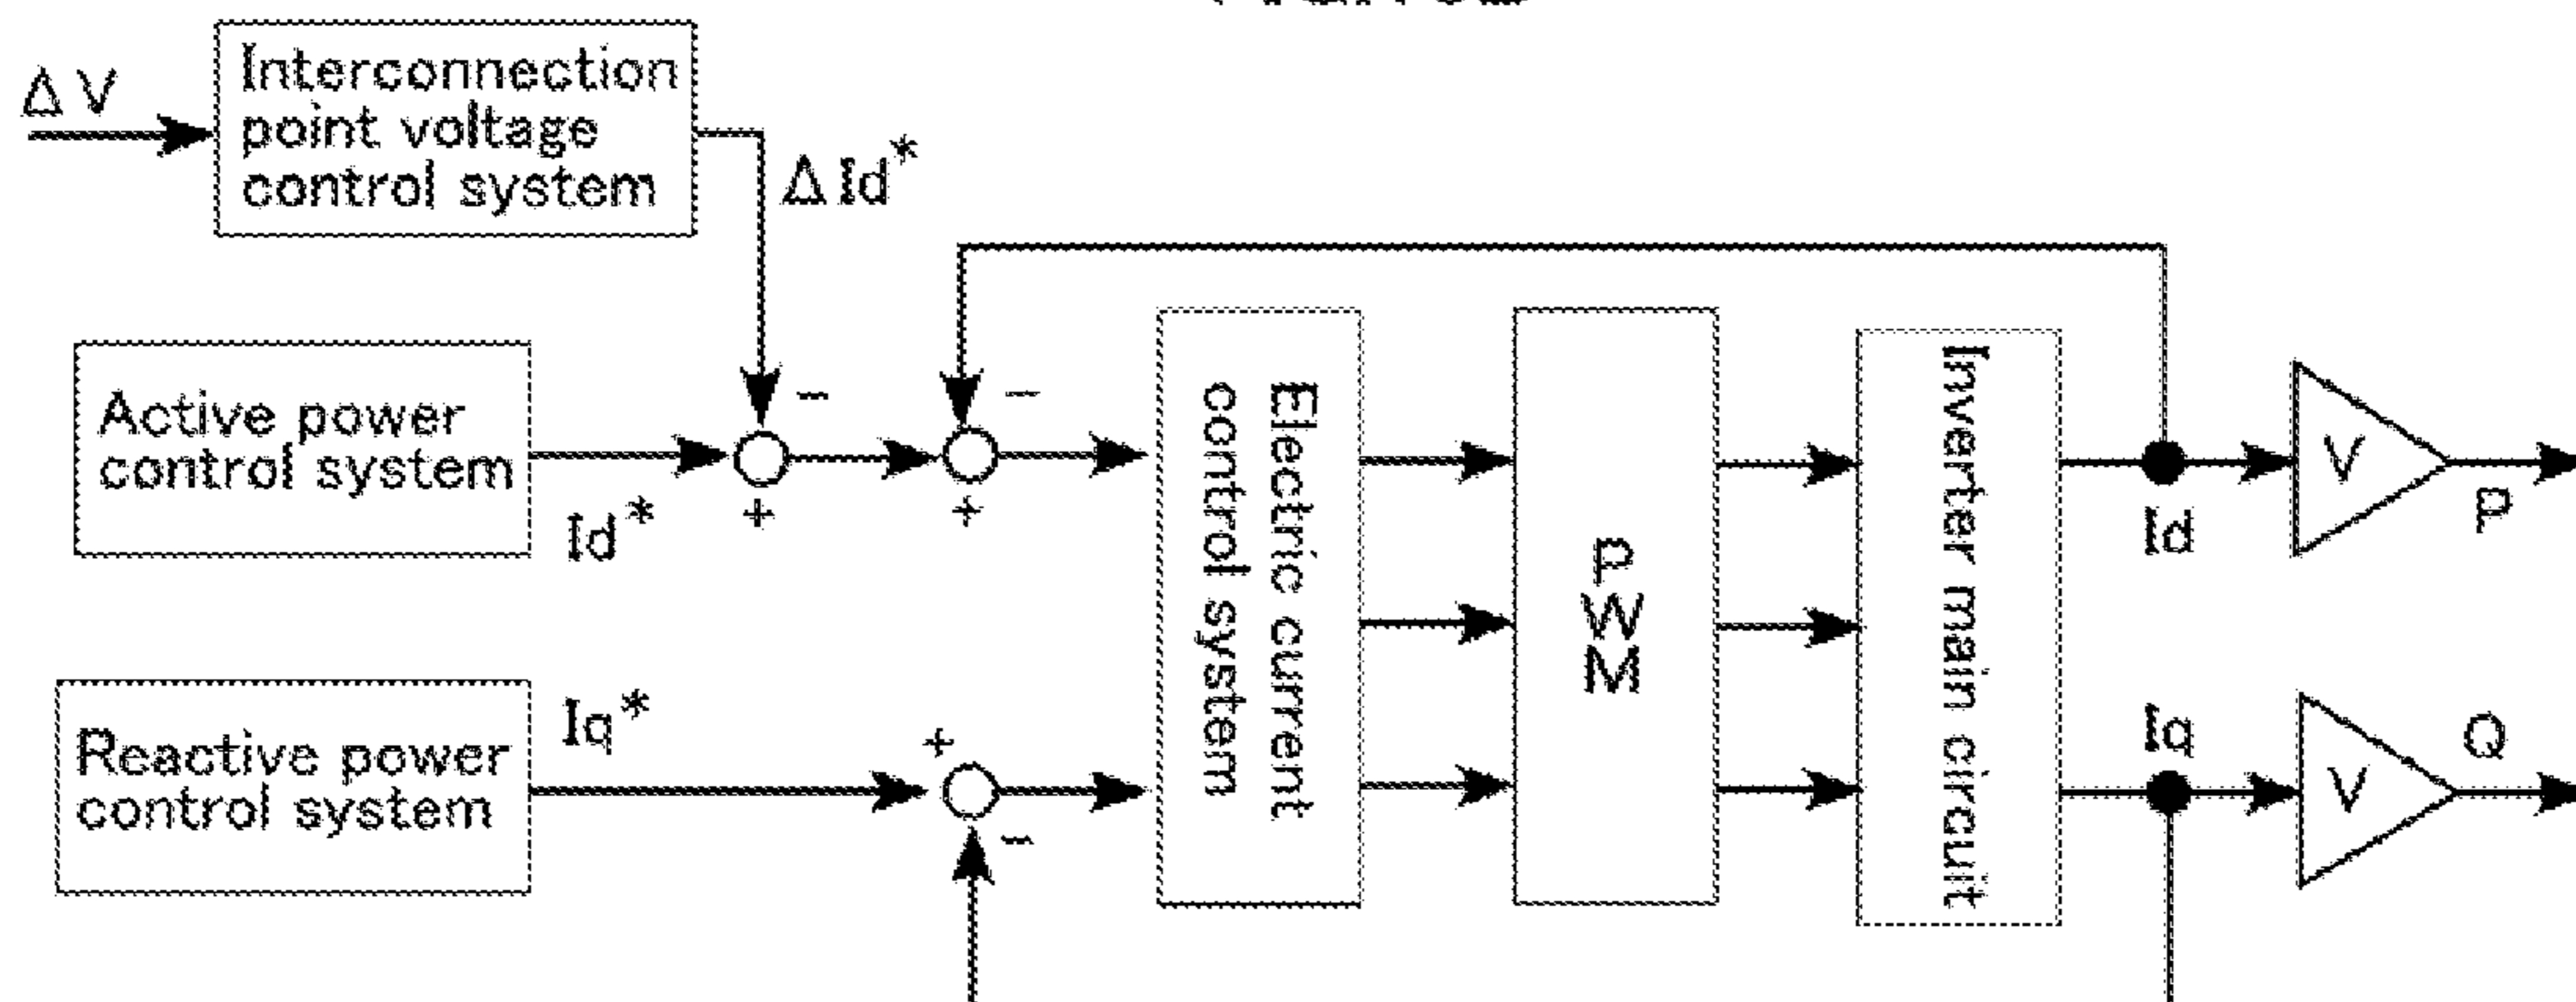 ΔV
Interconnection
point voltage
control system
ΔId*
Active power
control system
Id*
−
+
−
+
Reactive power
control system
Iq*
+
−
Electric current
control system
P
W
M
Inverter main circuit
Id
V
P
Iq
V
Q